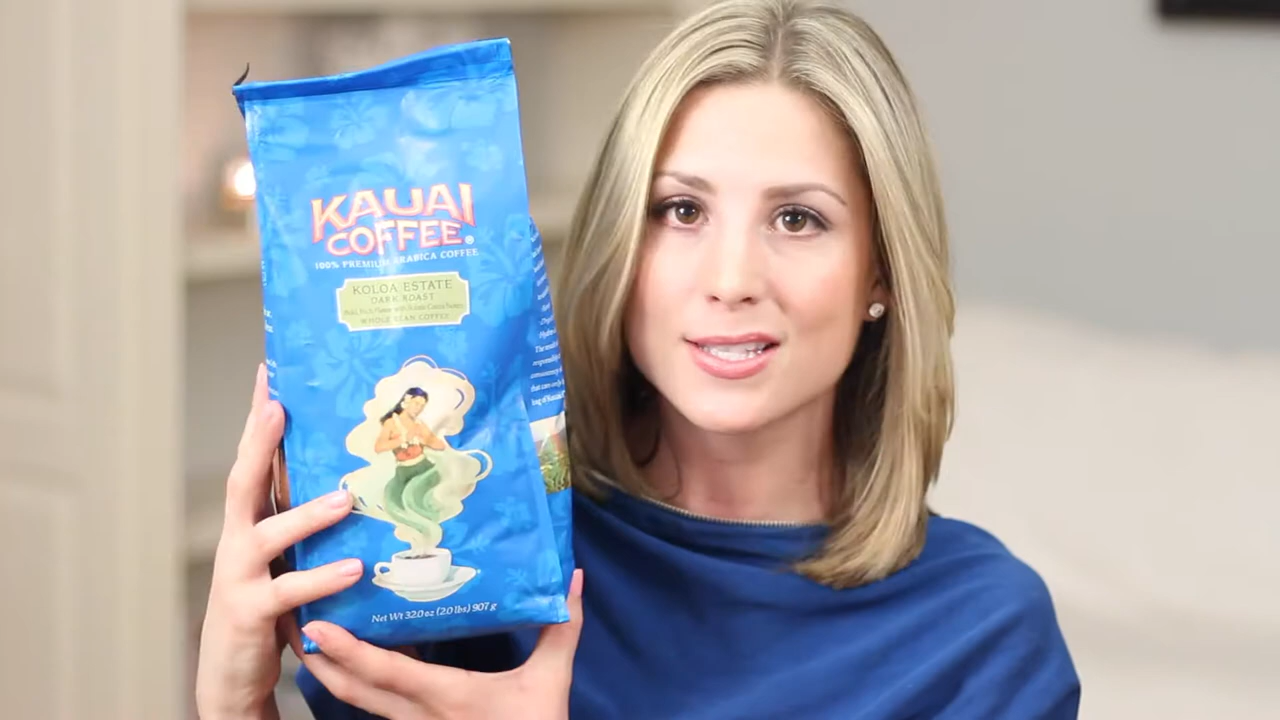 KAUAI
COFFEE®
100% PREMIUM ARABICA COFFEE
KOLOA ESTATE
DARK ROAST
WHOLE BEAN COFFEE
Net Wt 32.0 oz (2.0 lbs) 907 g